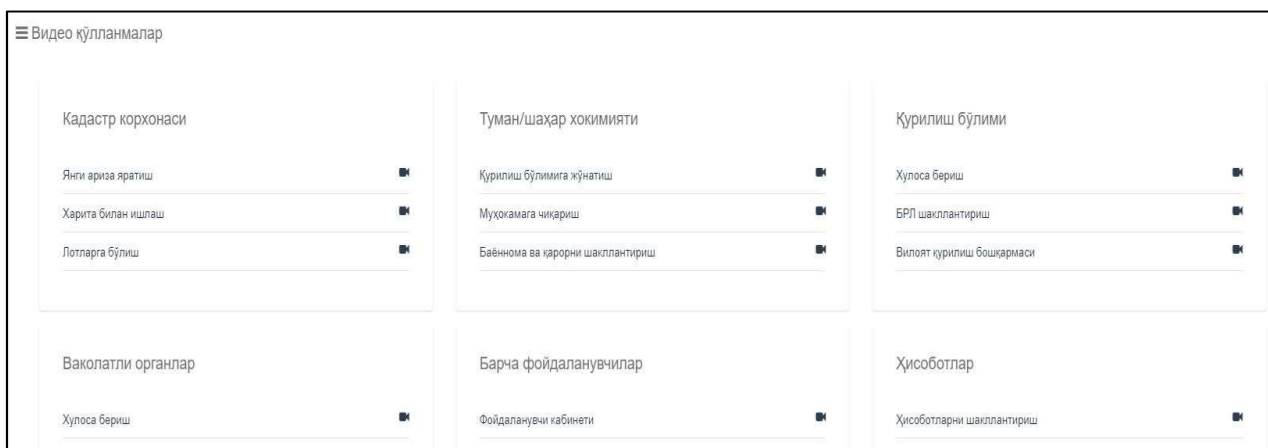 Видео қўлланмалар
Кадастр корхонаси
Янги ариза яратиш
Харита билан ишлаш
Лотларга бўлиш
Туман/шаҳар хокимияти
Қурилиш бўлимига жўнатиш
Муҳокамага чиқариш
Баённома ва қарорни шакллантириш
Қурилиш бўлими
Хулоса бериш
БРЛ шакллантириш
Вилоят қурилиш бошқармаси
Ваколатли органлар
Хулоса бериш
Барча фойдаланувчилар
Фойдаланувчи кабинети
Ҳисоботлар
Ҳисоботларни шакллантириш